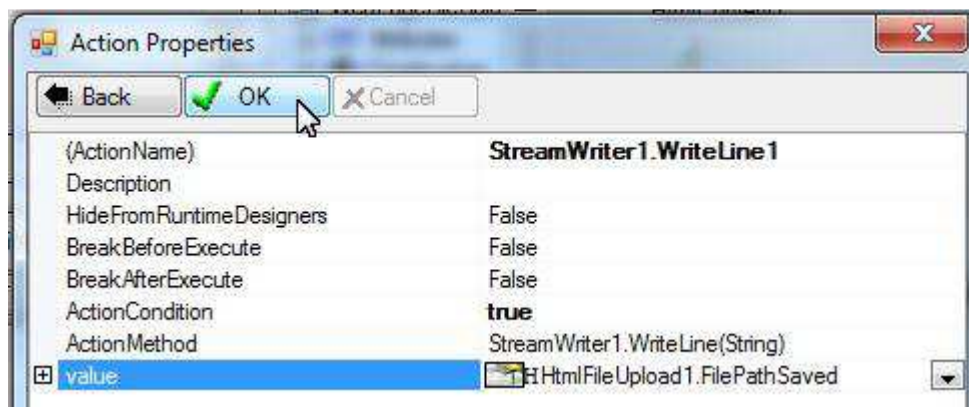 Action Properties
Back OK Cancel
(ActionName) StreamWriter1.WriteLine1
Description
HideFromRuntimeDesigners False
BreakBeforeExecute False
BreakAfterExecute False
ActionCondition true
ActionMethod StreamWriter1.WriteLine(String)
value HtmlFileUpload1.FilePathSaved